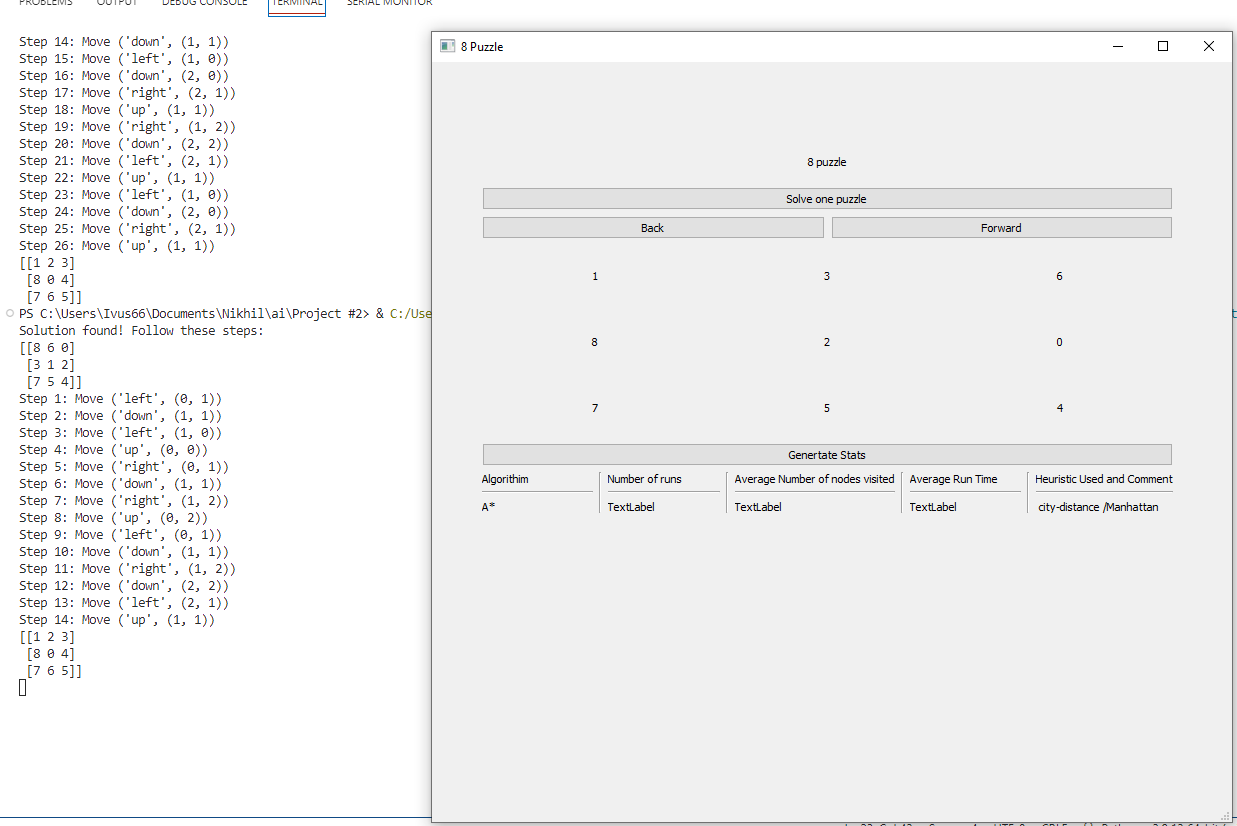 PROBLEMS OUTPUT DEBUG CONSOLE TERMINAL SERIAL MONITOR
Step 14: Move ('down', (1, 1))
Step 15: Move ('left', (1, 0))
Step 16: Move ('down', (2, 0))
Step 17: Move ('right', (2, 1))
Step 18: Move ('up', (1, 1))
Step 19: Move ('right', (1, 2))
Step 20: Move ('down', (2, 2))
Step 21: Move ('left', (2, 1))
Step 22: Move ('up', (1, 1))
Step 23: Move ('left', (1, 0))
Step 24: Move ('down', (2, 0))
Step 25: Move ('right', (2, 1))
Step 26: Move ('up', (1, 1))
[[1 2 3]
[8 0 4]
[7 6 5]]
PS C:\Users\Ivus66\Documents\Nikhil\ai\Project #2> & C:/Use
Solution found! Follow these steps:
[[8 6 0]
[3 1 2]
[7 5 4]]
Step 1: Move ('left', (0, 1))
Step 2: Move ('down', (1, 1))
Step 3: Move ('left', (1, 0))
Step 4: Move ('up', (0, 0))
Step 5: Move ('right', (0, 1))
Step 6: Move ('down', (1, 1))
Step 7: Move ('right', (1, 2))
Step 8: Move ('up', (0, 2))
Step 9: Move ('left', (0, 1))
Step 10: Move ('down', (1, 1))
Step 11: Move ('right', (1, 2))
Step 12: Move ('down', (2, 2))
Step 13: Move ('left', (2, 1))
Step 14: Move ('up', (1, 1))
[[1 2 3]
[8 0 4]
[7 6 5]]
8 Puzzle
8 puzzle
Solve one puzzle
Back Forward
1 3 6
8 2 0
7 5 4
Genertate Stats
Algorithm Number of runs Average Number of nodes visited Average Run Time Heuristic Used and Comment
A* TextLabel TextLabel TextLabel city-distance /Manhattan